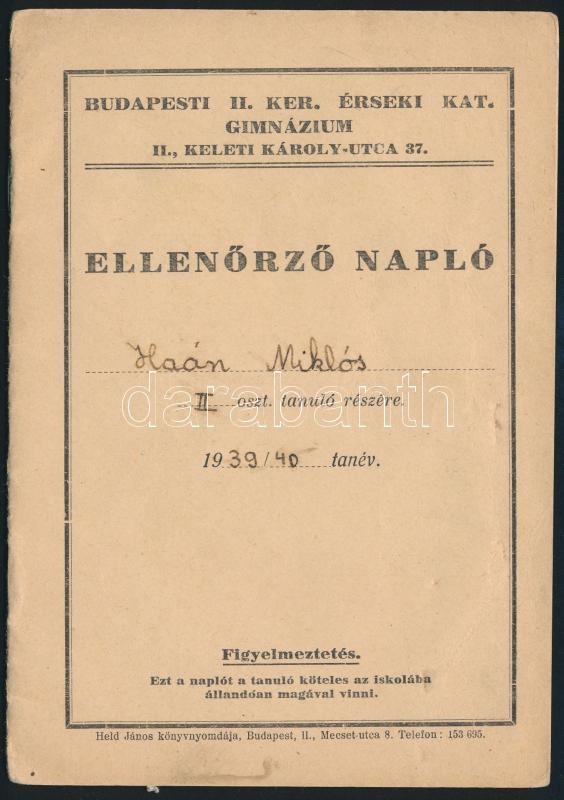 BUDAPESTI II. KER. ÉRSEKI KAT.
GIMNÁZIUM
II., KELETI KÁROLY-UTCA 37.
ELLENŐRZŐ NAPLÓ
Haán Miklós
darabanth
II oszt. tanuló részére.
1939/40 tanév.
Figyelmeztetés.
Ezt a naplót a tanuló köteles az iskolába
állandóan magával vinni.
Held János könyvnyomdája, Budapest, II., Mecset-utca 8. Telefon: 153 695.